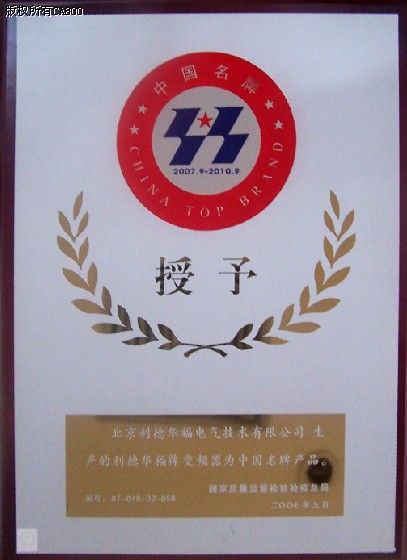 版权所有CA800
中国名牌
2007.9-2010.9
CHINA TOP BRAND
授予
北京利德华福电气技术有限公司 生
产的利德华福牌变频器为中国名牌产品。
国家质量监督检验检疫总局
编号:07-018-02-058
二〇〇七年九月